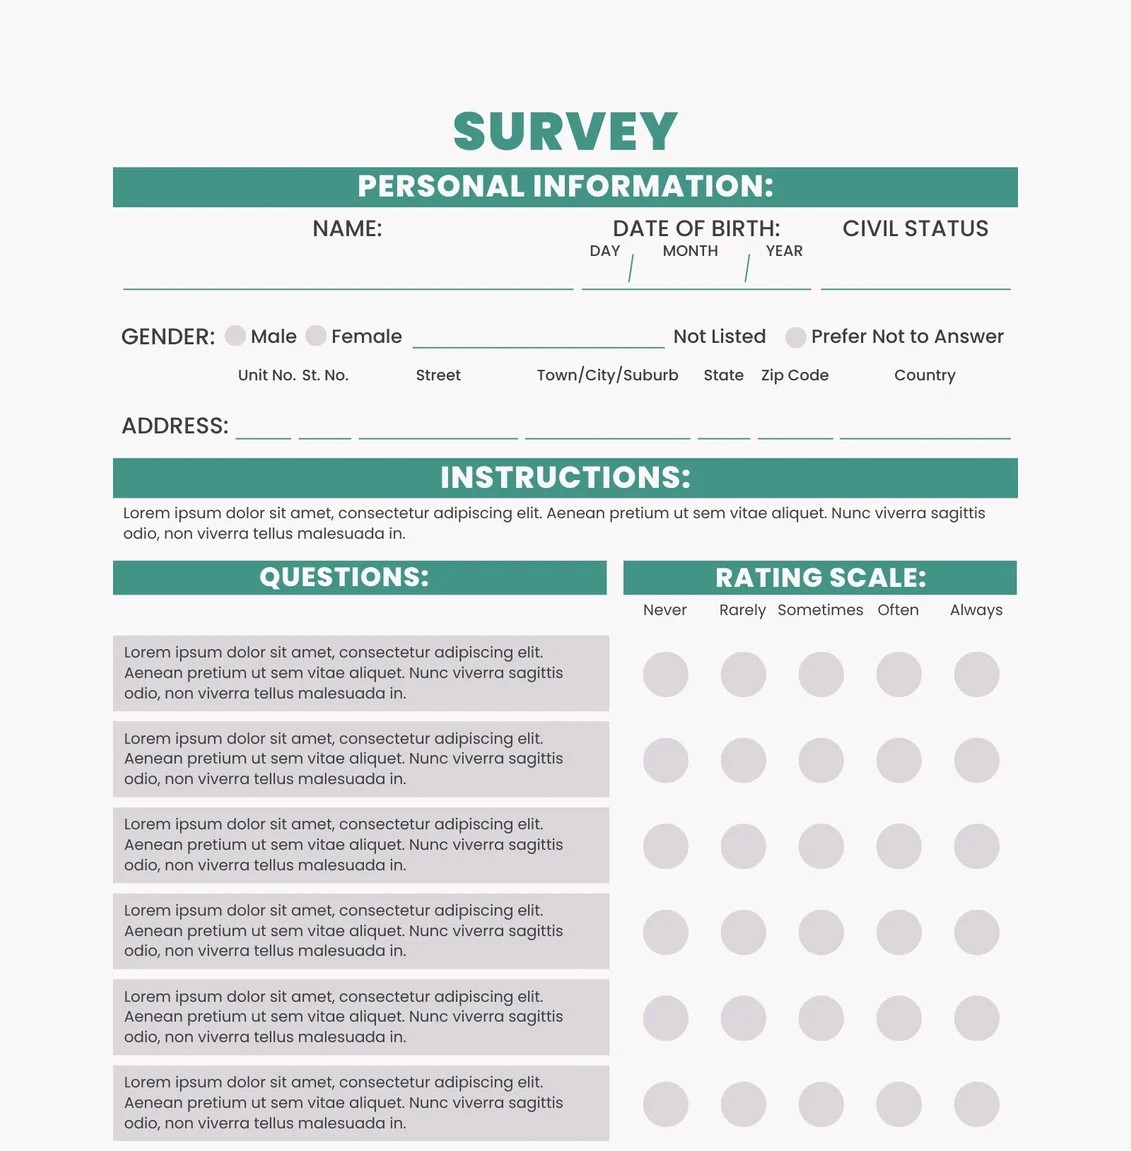 SURVEY
PERSONAL INFORMATION:
NAME: DATE OF BIRTH: CIVIL STATUS
DAY / MONTH / YEAR
GENDER: Male Female Not Listed Prefer Not to Answer
Unit No. St. No. Street Town/City/Suburb State Zip Code Country
ADDRESS:
INSTRUCTIONS:
Lorem ipsum dolor sit amet, consectetur adipiscing elit. Aenean pretium ut sem vitae aliquet. Nunc viverra sagittis
odio, non viverra tellus malesuada in.
QUESTIONS: RATING SCALE:
Never Rarely Sometimes Often Always
Lorem ipsum dolor sit amet, consectetur adipiscing elit.
Aenean pretium ut sem vitae aliquet. Nunc viverra sagittis
odio, non viverra tellus malesuada in.
Lorem ipsum dolor sit amet, consectetur adipiscing elit.
Aenean pretium ut sem vitae aliquet. Nunc viverra sagittis
odio, non viverra tellus malesuada in.
Lorem ipsum dolor sit amet, consectetur adipiscing elit.
Aenean pretium ut sem vitae aliquet. Nunc viverra sagittis
odio, non viverra tellus malesuada in.
Lorem ipsum dolor sit amet, consectetur adipiscing elit.
Aenean pretium ut sem vitae aliquet. Nunc viverra sagittis
odio, non viverra tellus malesuada in.
Lorem ipsum dolor sit amet, consectetur adipiscing elit.
Aenean pretium ut sem vitae aliquet. Nunc viverra sagittis
odio, non viverra tellus malesuada in.
Lorem ipsum dolor sit amet, consectetur adipiscing elit.
Aenean pretium ut sem vitae aliquet. Nunc viverra sagittis
odio, non viverra tellus malesuada in.